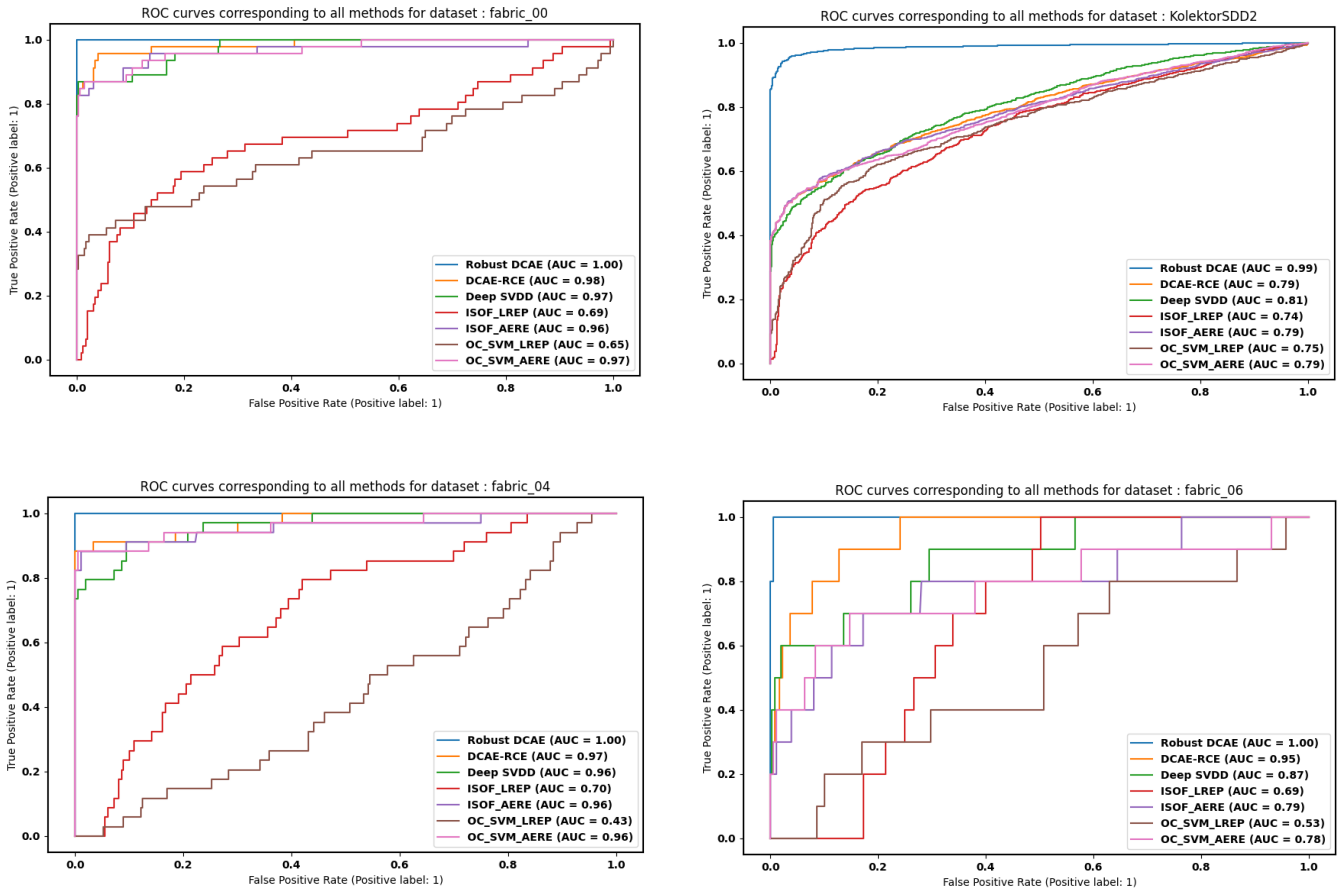 ROC curves corresponding to all methods for dataset : fabric_00
True Positive Rate (Positive label: 1)
1.0
0.8
0.6
0.4
0.2
0.0
Robust DCAE (AUC = 1.00)
DCAE-RCE (AUC = 0.98)
Deep SVDD (AUC = 0.97)
ISOF_LREP (AUC = 0.69)
ISOF_AERE (AUC = 0.96)
OC_SVM_LREP (AUC = 0.65)
OC_SVM_AERE (AUC = 0.97)
0.0 0.2 0.4 0.6 0.8 1.0
False Positive Rate (Positive label: 1)
ROC curves corresponding to all methods for dataset : KolektorSDD2
True Positive Rate (Positive label: 1)
1.0
0.8
0.6
0.4
0.2
0.0
Robust DCAE (AUC = 0.99)
DCAE-RCE (AUC = 0.79)
Deep SVDD (AUC = 0.81)
ISOF_LREP (AUC = 0.74)
ISOF_AERE (AUC = 0.79)
OC_SVM_LREP (AUC = 0.75)
OC_SVM_AERE (AUC = 0.79)
0.0 0.2 0.4 0.6 0.8 1.0
False Positive Rate (Positive label: 1)
ROC curves corresponding to all methods for dataset : fabric_04
True Positive Rate (Positive label: 1)
1.0
0.8
0.6
0.4
0.2
0.0
Robust DCAE (AUC = 1.00)
DCAE-RCE (AUC = 0.97)
Deep SVDD (AUC = 0.96)
ISOF_LREP (AUC = 0.70)
ISOF_AERE (AUC = 0.96)
OC_SVM_LREP (AUC = 0.43)
OC_SVM_AERE (AUC = 0.96)
0.0 0.2 0.4 0.6 0.8 1.0
False Positive Rate (Positive label: 1)
ROC curves corresponding to all methods for dataset : fabric_06
True Positive Rate (Positive label: 1)
1.0
0.8
0.6
0.4
0.2
0.0
Robust DCAE (AUC = 1.00)
DCAE-RCE (AUC = 0.95)
Deep SVDD (AUC = 0.87)
ISOF_LREP (AUC = 0.69)
ISOF_AERE (AUC = 0.79)
OC_SVM_LREP (AUC = 0.53)
OC_SVM_AERE (AUC = 0.78)
0.0 0.2 0.4 0.6 0.8 1.0
False Positive Rate (Positive label: 1)